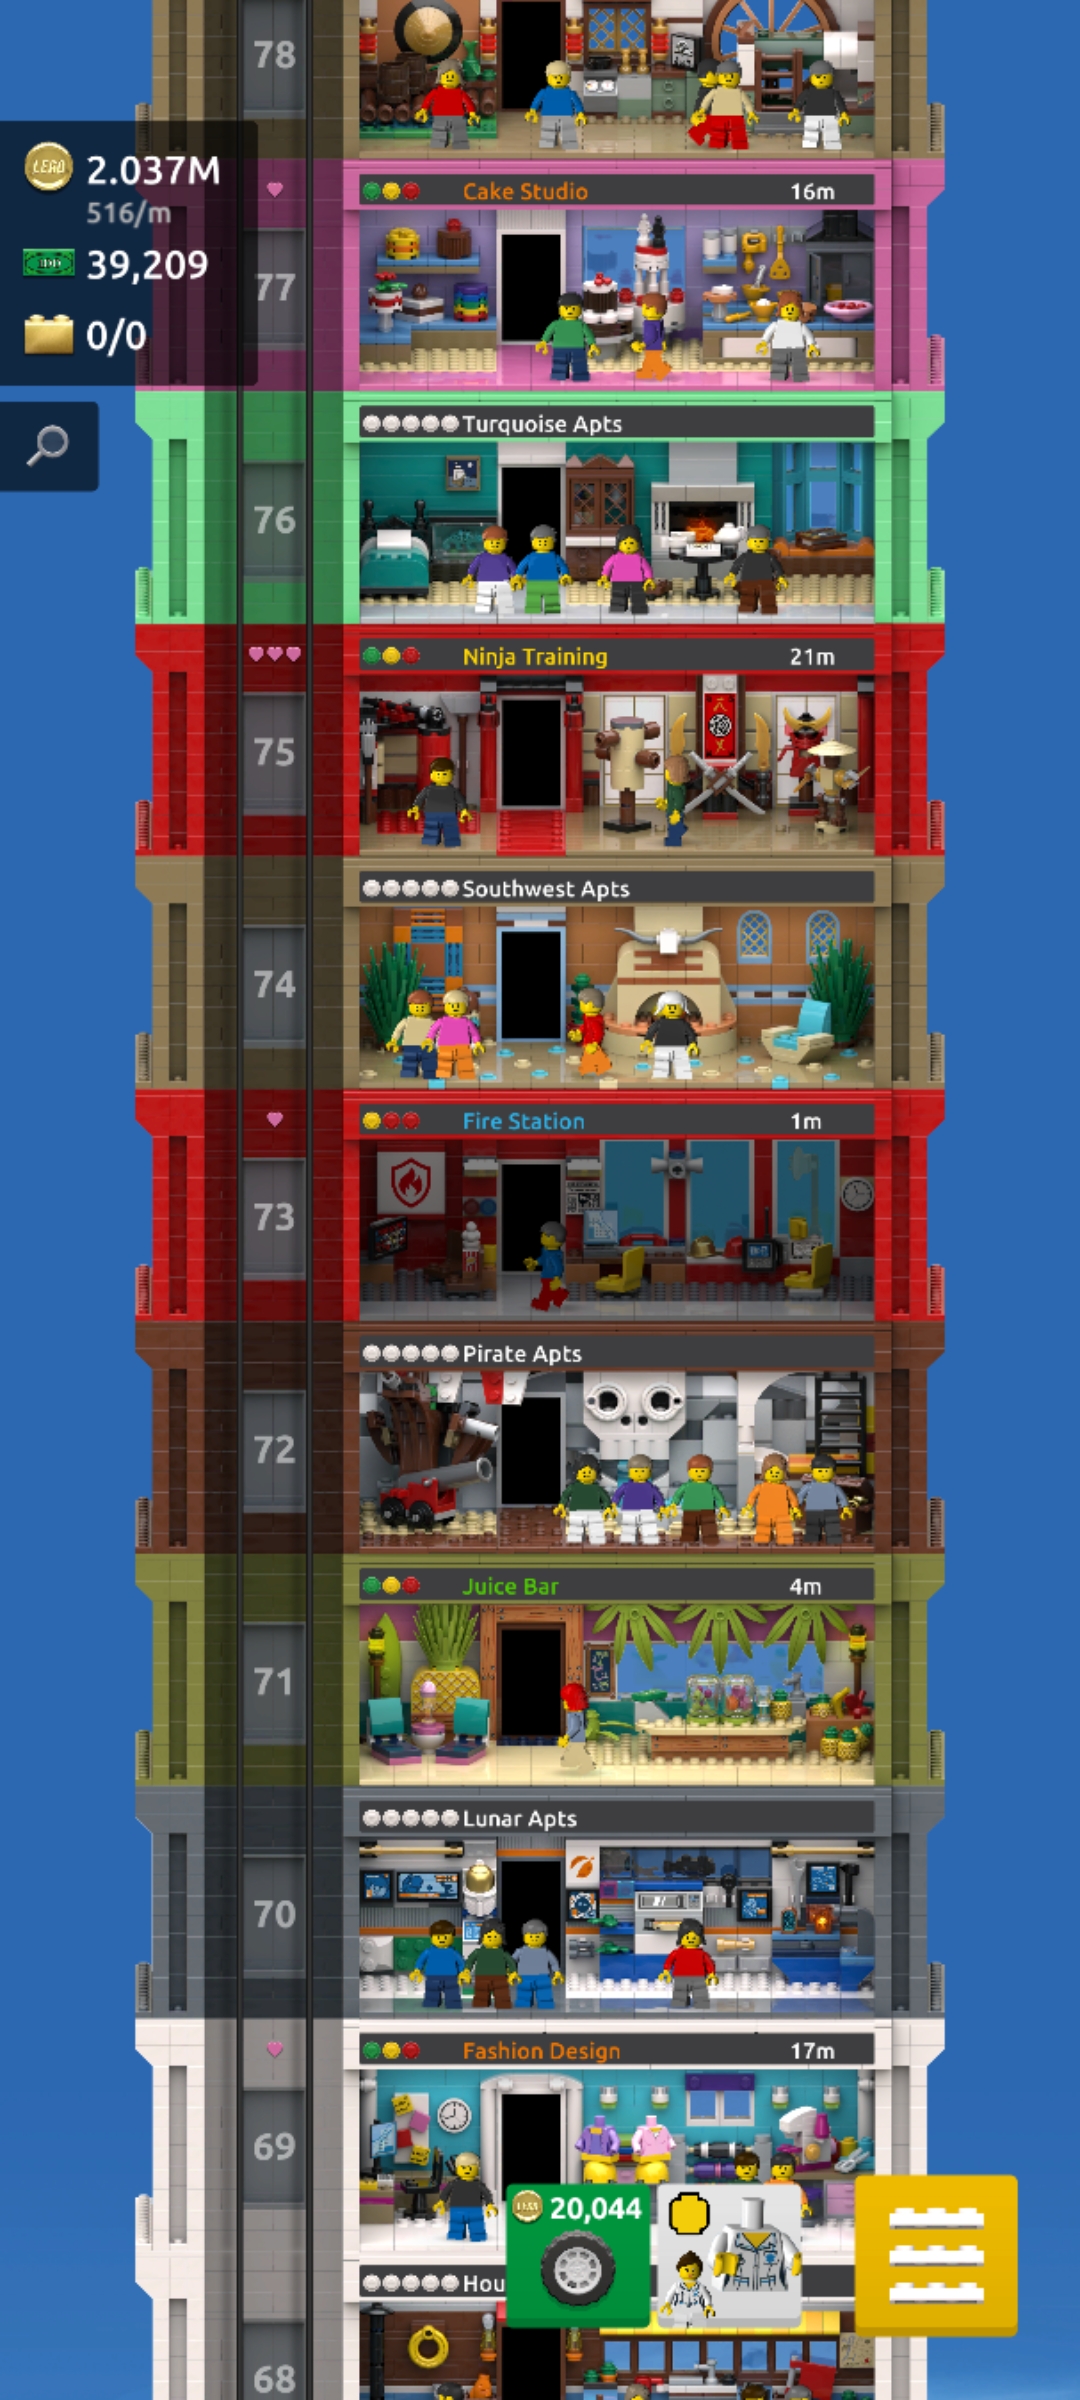 78
2.037M
516/m
39,209
0/0
Cake Studio 16m
77
Turquoise Apts
76
Ninja Training 21m
75
Southwest Apts
74
Fire Station 1m
73
Pirate Apts
72
Juice Bar 4m
71
Lunar Apts
70
Fashion Design 17m
69
20,044
Hou
68